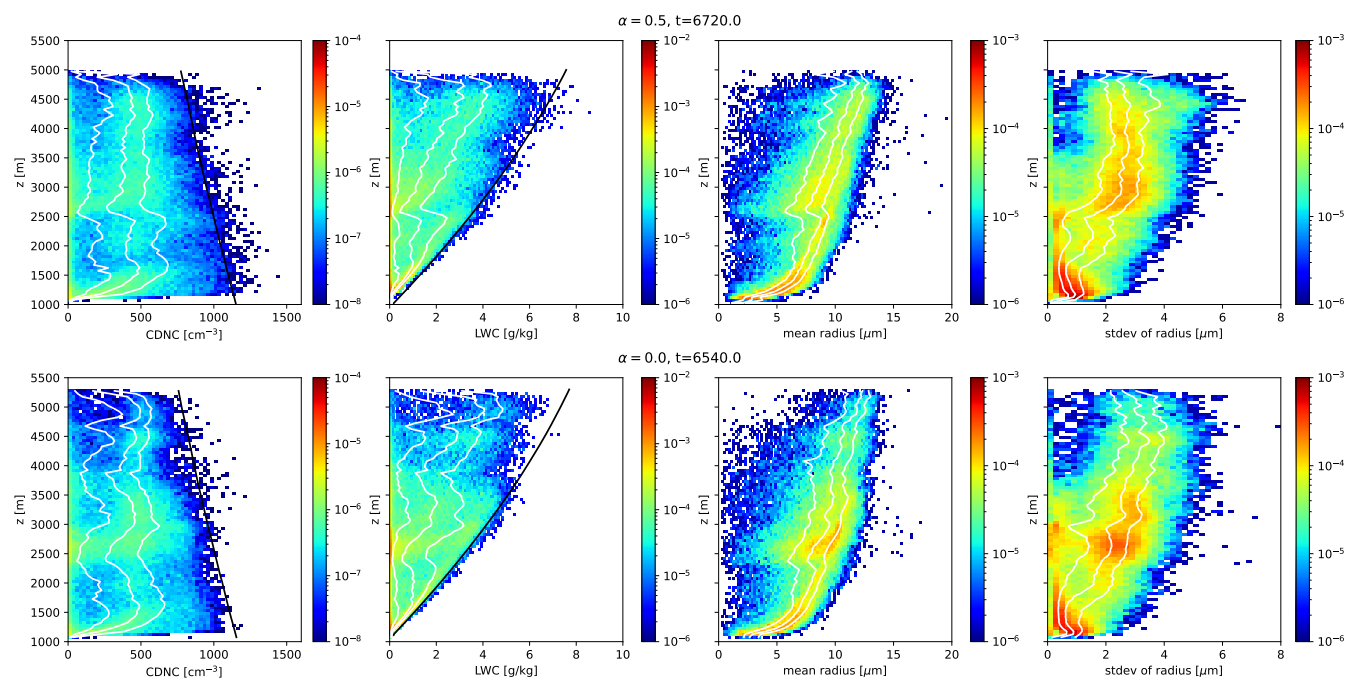 α = 0.5, t=6720.0
5500
5000
4500
4000
3500
3000
2500
2000
1500
1000
z [m]
0 500 1000 1500
CDNC [cm⁻³]
10⁻⁴
10⁻⁵
10⁻⁶
10⁻⁷
10⁻⁸
z [m]
0 2 4 6 8 10
LWC [g/kg]
10⁻²
10⁻³
10⁻⁴
10⁻⁵
10⁻⁶
z [m]
0 5 10 15 20
mean radius [μm]
10⁻³
10⁻⁴
10⁻⁵
10⁻⁶
z [m]
0 2 4 6 8
stdev of radius [μm]
10⁻³
10⁻⁴
10⁻⁵
10⁻⁶
α = 0.0, t=6540.0
5500
5000
4500
4000
3500
3000
2500
2000
1500
1000
z [m]
0 500 1000 1500
CDNC [cm⁻³]
10⁻⁴
10⁻⁵
10⁻⁶
10⁻⁷
10⁻⁸
z [m]
0 2 4 6 8 10
LWC [g/kg]
10⁻²
10⁻³
10⁻⁴
10⁻⁵
10⁻⁶
z [m]
0 5 10 15 20
mean radius [μm]
10⁻³
10⁻⁴
10⁻⁵
10⁻⁶
z [m]
0 2 4 6 8
stdev of radius [μm]
10⁻³
10⁻⁴
10⁻⁵
10⁻⁶